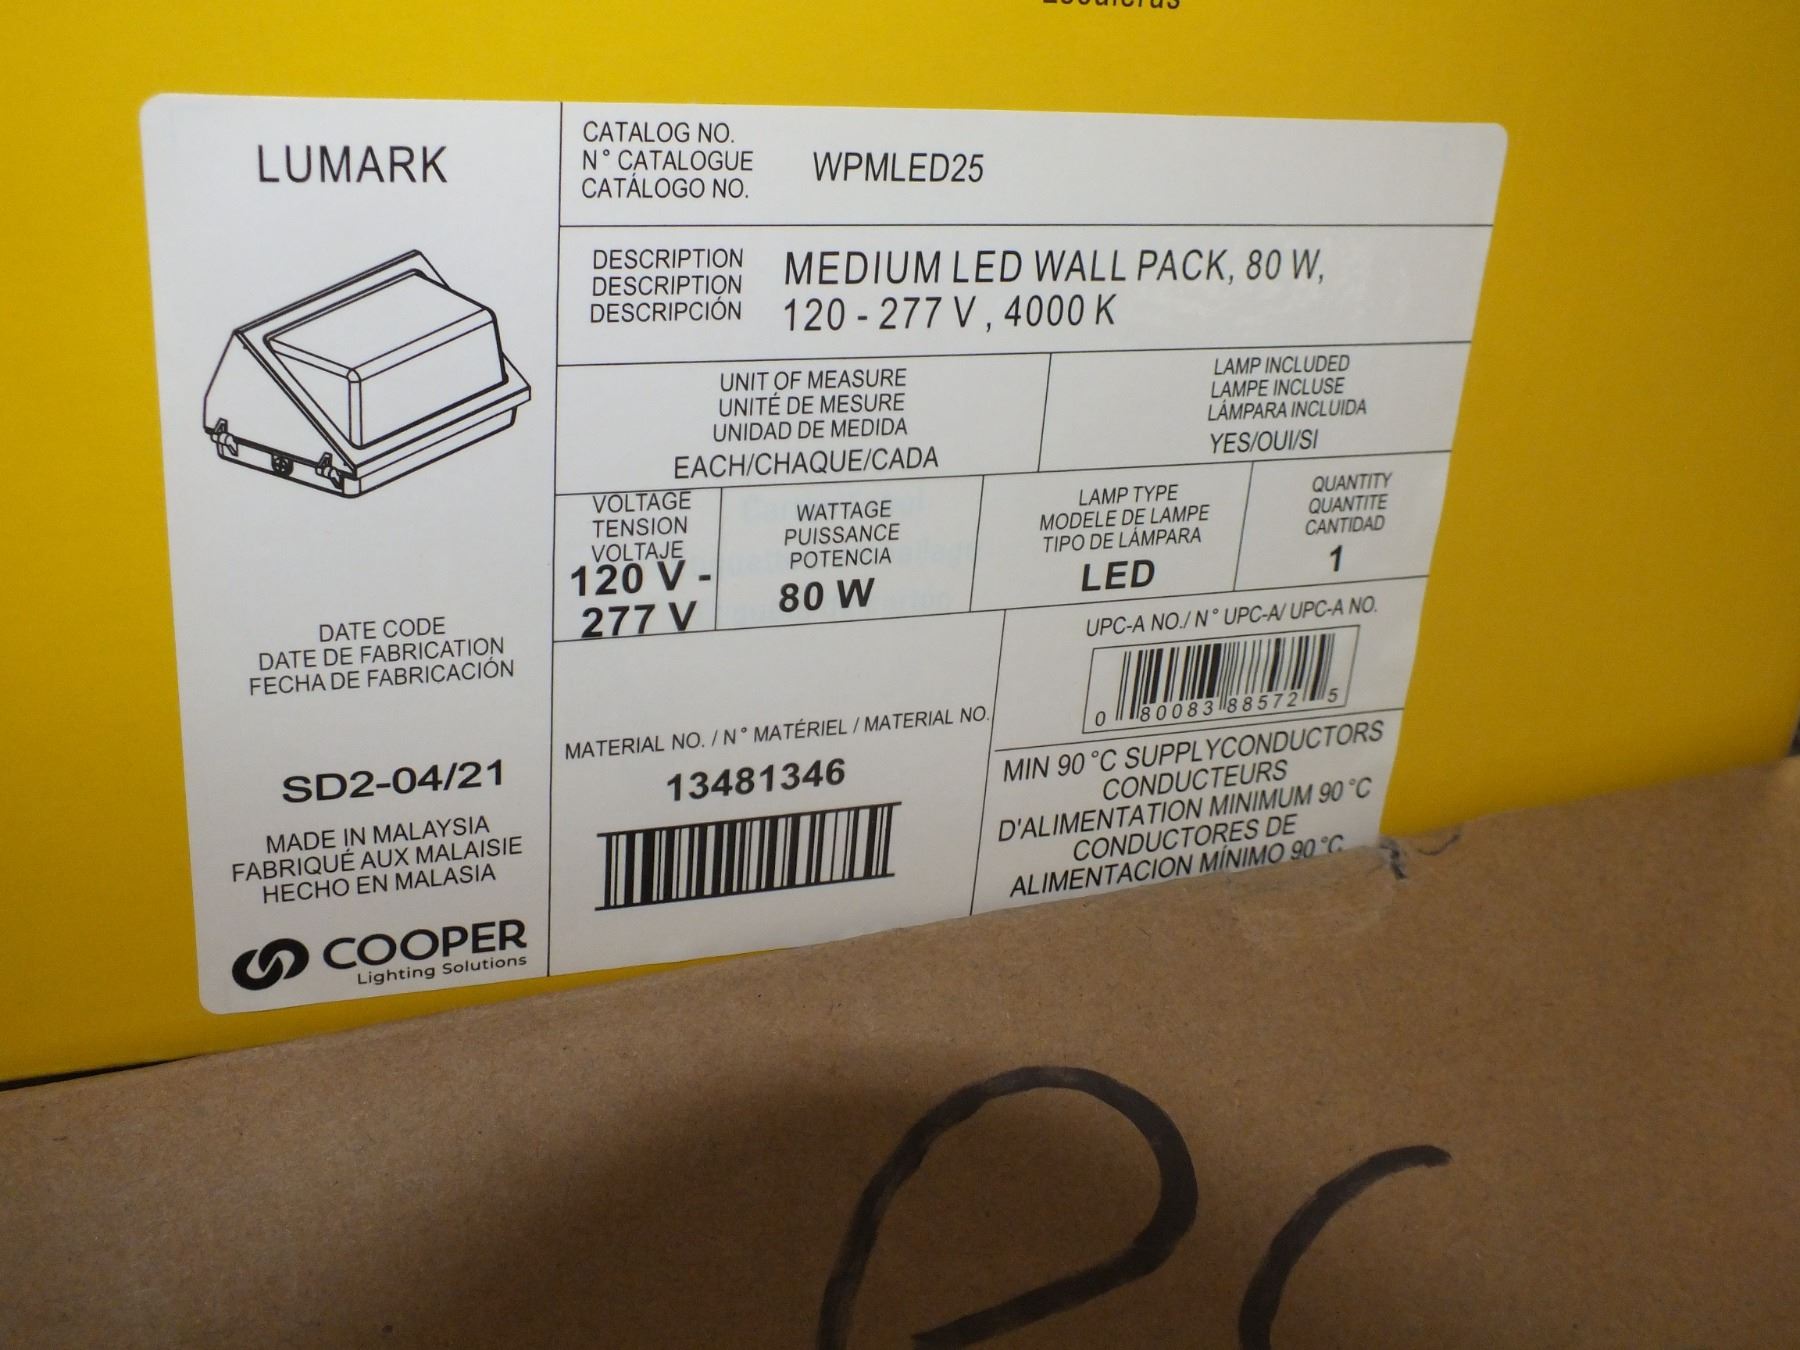 LUMARK
DATE CODE
DATE DE FABRICATION
FECHA DE FABRICACIÓN
SD2-04/21
MADE IN MALAYSIA
FABRIQUÉ AUX MALAISIE
HECHO EN MALASIA
COOPER
Lighting Solutions
CATALOG NO.
N° CATALOGUE
CATÁLOGO NO.
WPMLED25
DESCRIPTION
DESCRIPTION
DESCRIPCIÓN
MEDIUM LED WALL PACK, 80 W,
120 - 277 V , 4000 K
UNIT OF MEASURE
UNITÉ DE MESURE
UNIDAD DE MEDIDA
EACH/CHAQUE/CADA
LAMP INCLUDED
LAMPE INCLUSE
LÁMPARA INCLUIDA
YES/OUI/SI
VOLTAGE
TENSION
VOLTAJE
120 V -
277 V
WATTAGE
PUISSANCE
POTENCIA
80 W
LAMP TYPE
MODELE DE LAMPE
TIPO DE LÁMPARA
LED
QUANTITY
QUANTITE
CANTIDAD
1
MATERIAL NO. / N° MATÉRIEL / MATERIAL NO.
13481346
UPC-A NO./ N° UPC-A/ UPC-A NO.
0 80083 88572 5
MIN 90 °C SUPPLYCONDUCTORS
CONDUCTEURS
D'ALIMENTATION MINIMUM 90 °C
CONDUCTORES DE
ALIMENTACION MÍNIMO 90 °C